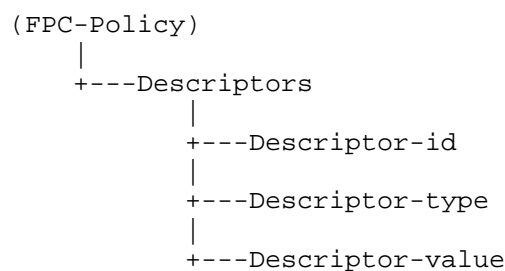 (FPC-Policy)
|
+---Descriptors
|
+---Descriptor-id
|
+---Descriptor-type
|
+---Descriptor-value